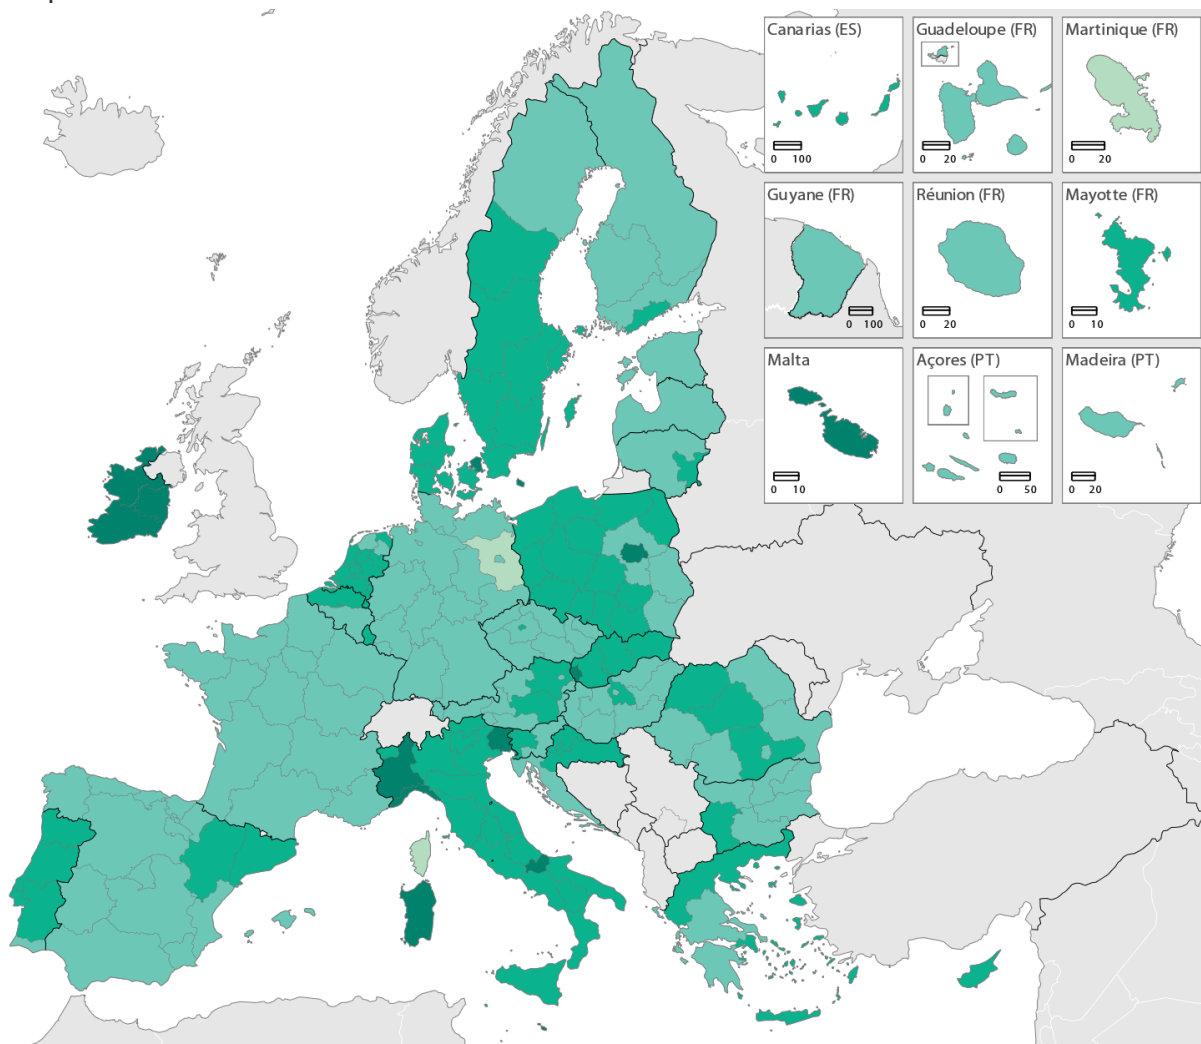 Canarias (ES)
0 100
Guadeloupe (FR)
0 20
Martinique (FR)
0 20
Guyane (FR)
0 100
Réunion (FR)
0 20
Mayotte (FR)
0 10
Malta
0 10
Açores (PT)
0 50
Madeira (PT)
0 20